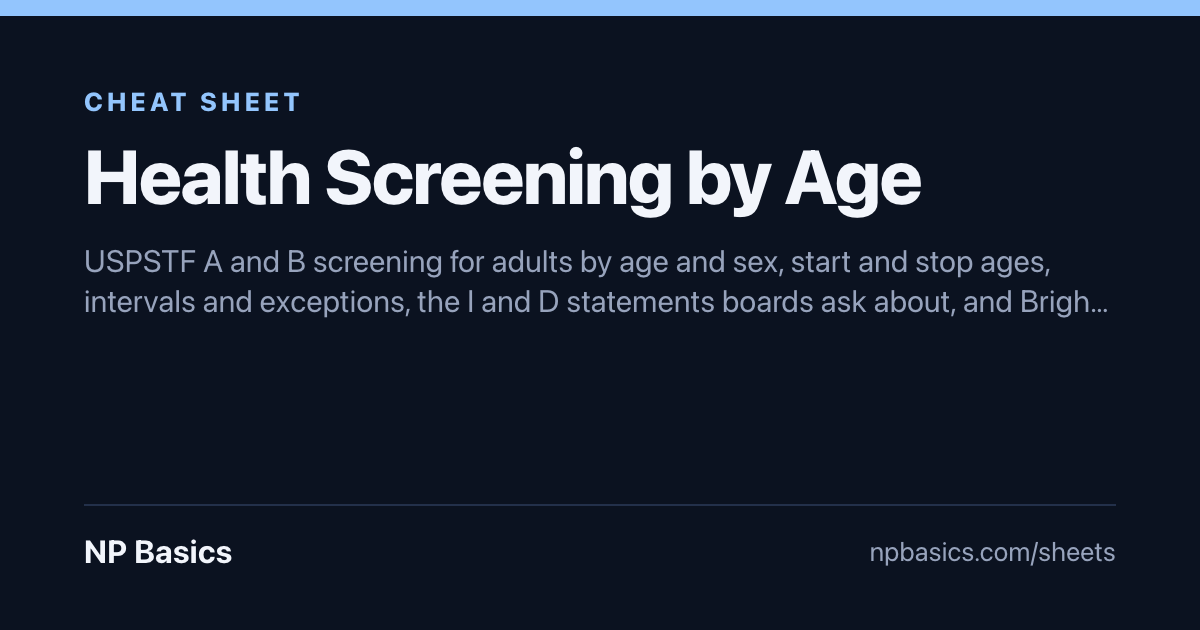 CHEAT SHEET
Health Screening by Age
USPSTF A and B screening for adults by age and sex, start and stop ages,
intervals and exceptions, the I and D statements boards ask about, and Brigh...
NP Basics
npbasics.com/sheets